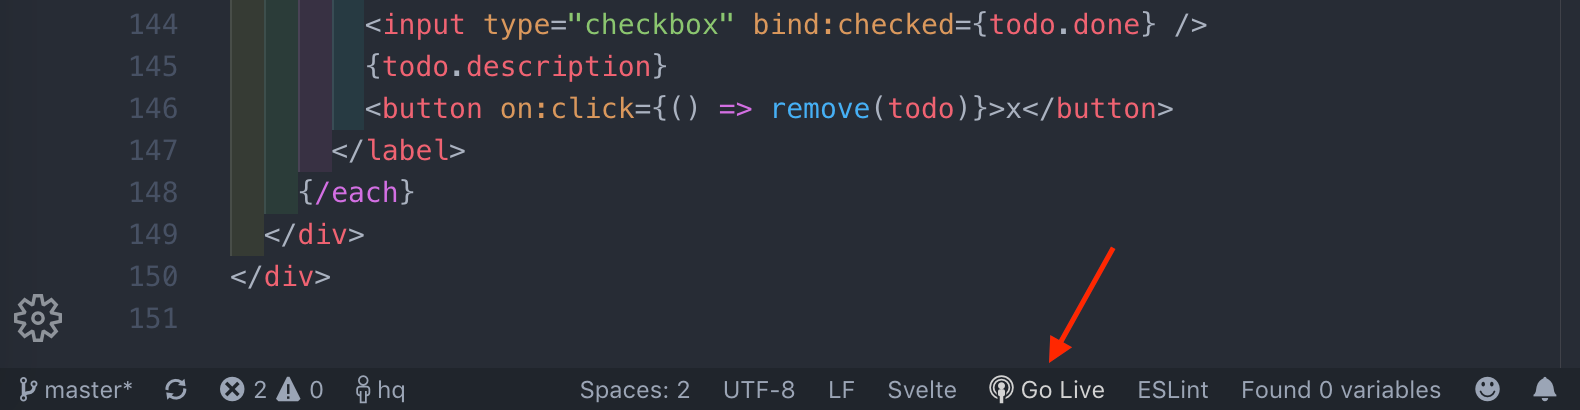 144 <input type="checkbox" bind:checked={todo.done} />
145 {todo.description}
146 <button on:click={() => remove(todo)}>x</button>
147 </label>
148 {/each}
149 </div>
150 </div>
151
master* 2 0 hq Spaces: 2 UTF-8 LF Svelte Go Live ESLint Found 0 variables